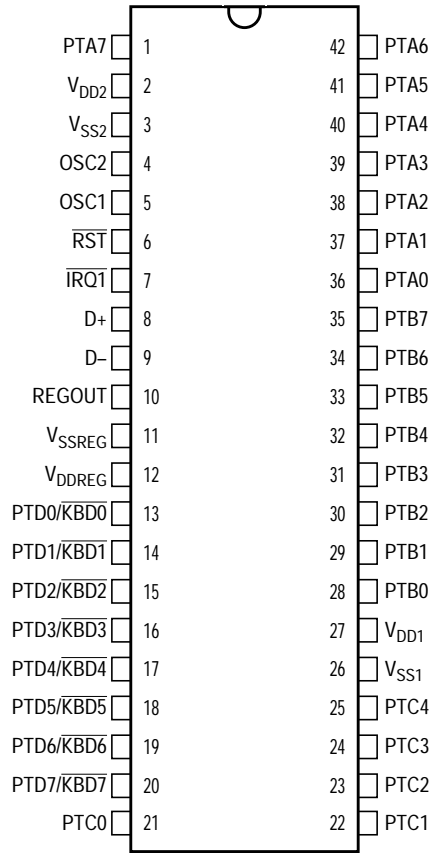 PTA7 1 42 PTA6
VDD2 2 41 PTA5
VSS2 3 40 PTA4
OSC2 4 39 PTA3
OSC1 5 38 PTA2
RST 6 37 PTA1
IRQ1 7 36 PTA0
D+ 8 35 PTB7
D– 9 34 PTB6
REGOUT 10 33 PTB5
VSSREG 11 32 PTB4
VDDREG 12 31 PTB3
PTD0/KBD0 13 30 PTB2
PTD1/KBD1 14 29 PTB1
PTD2/KBD2 15 28 PTB0
PTD3/KBD3 16 27 VDD1
PTD4/KBD4 17 26 VSS1
PTD5/KBD5 18 25 PTC4
PTD6/KBD6 19 24 PTC3
PTD7/KBD7 20 23 PTC2
PTC0 21 22 PTC1